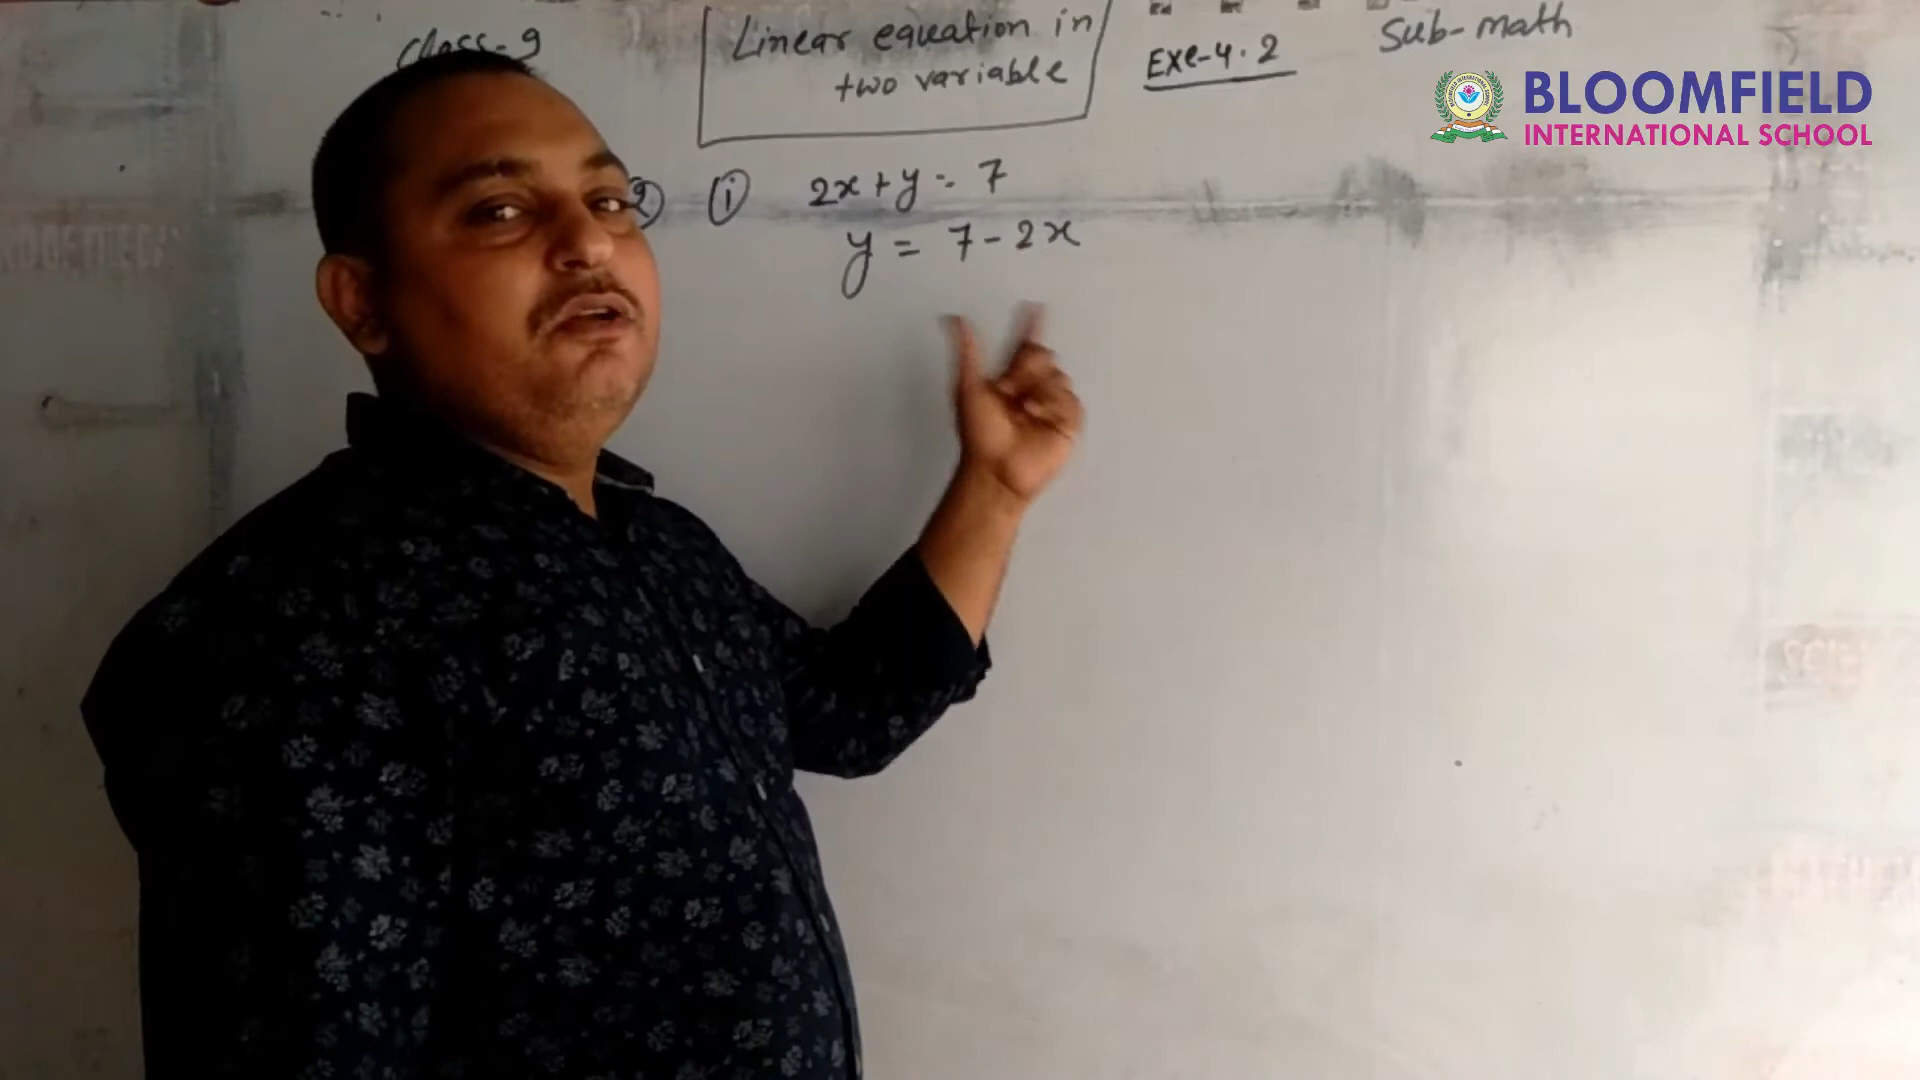 Class-9
Linear equation in
two variable
Exe-4.2
Sub-math
BLOOMFIELD
INTERNATIONAL SCHOOL
2) (i) 2x+y = 7
y = 7-2x